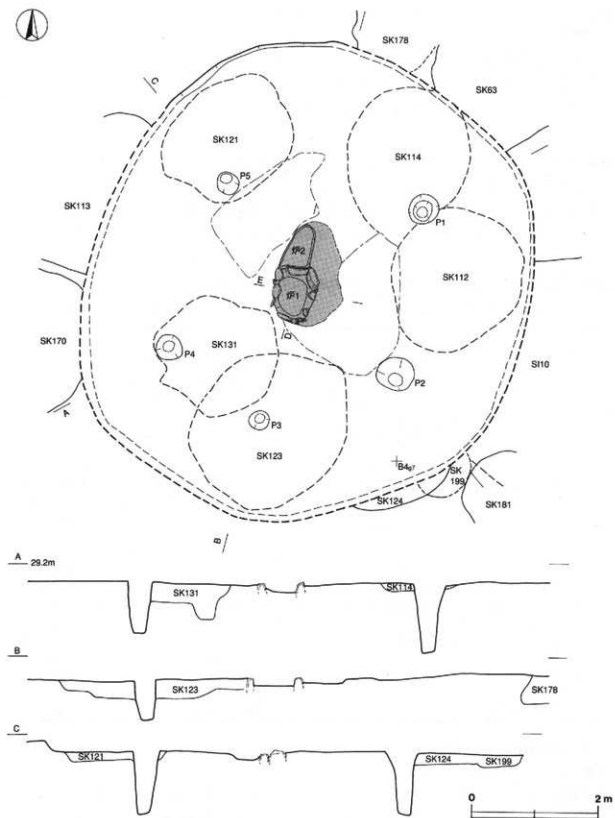 SK178
SK63
C
SK121
SK114
P5
SK113
P1
炉2
E
SK112
炉1
SK170
D
SK131
P4
P2
SI10
A
P3
SK123
B4g7
SK
199
SK124
SK181
B
A 29.2m
SK131
SK114
B
SK123
SK178
C
SK121
SK124
SK199
0 2 m